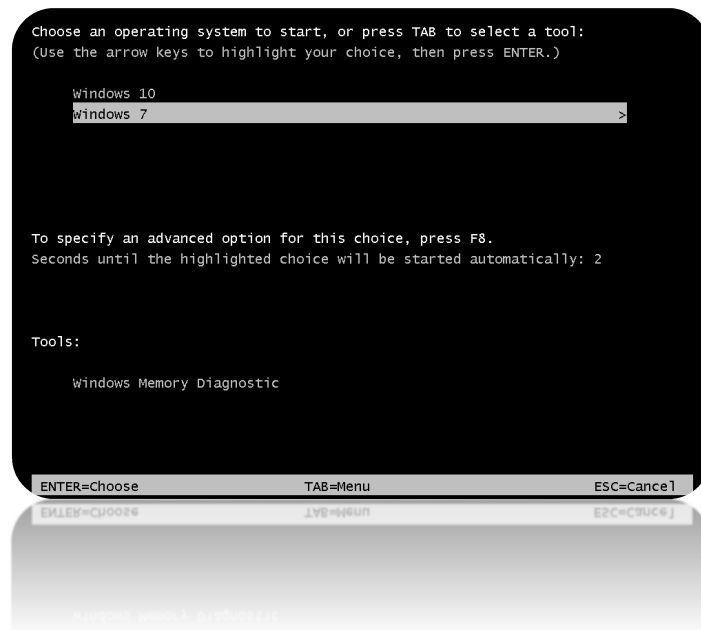 Choose an operating system to start, or press TAB to select a tool:
(Use the arrow keys to highlight your choice, then press ENTER.)
Windows 10
Windows 7 >
To specify an advanced option for this choice, press F8.
Seconds until the highlighted choice will be started automatically: 2
Tools:
Windows Memory Diagnostic
ENTER=Choose TAB=Menu ESC=Cancel